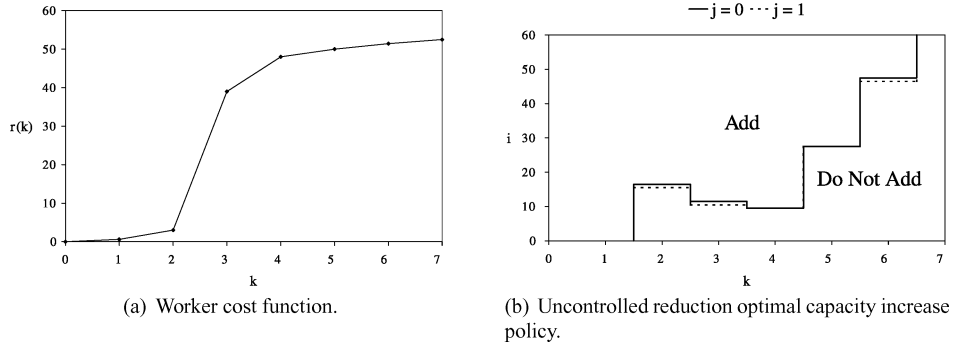 60
50
40
30
20
10
0
r(k)
0 1 2 3 4 5 6 7
k
(a) Worker cost function.
j = 0 j = 1
60
50
40
30
20
10
0
i
Add
Do Not Add
0 1 2 3 4 5 6 7
k
(b) Uncontrolled reduction optimal capacity increase
policy.